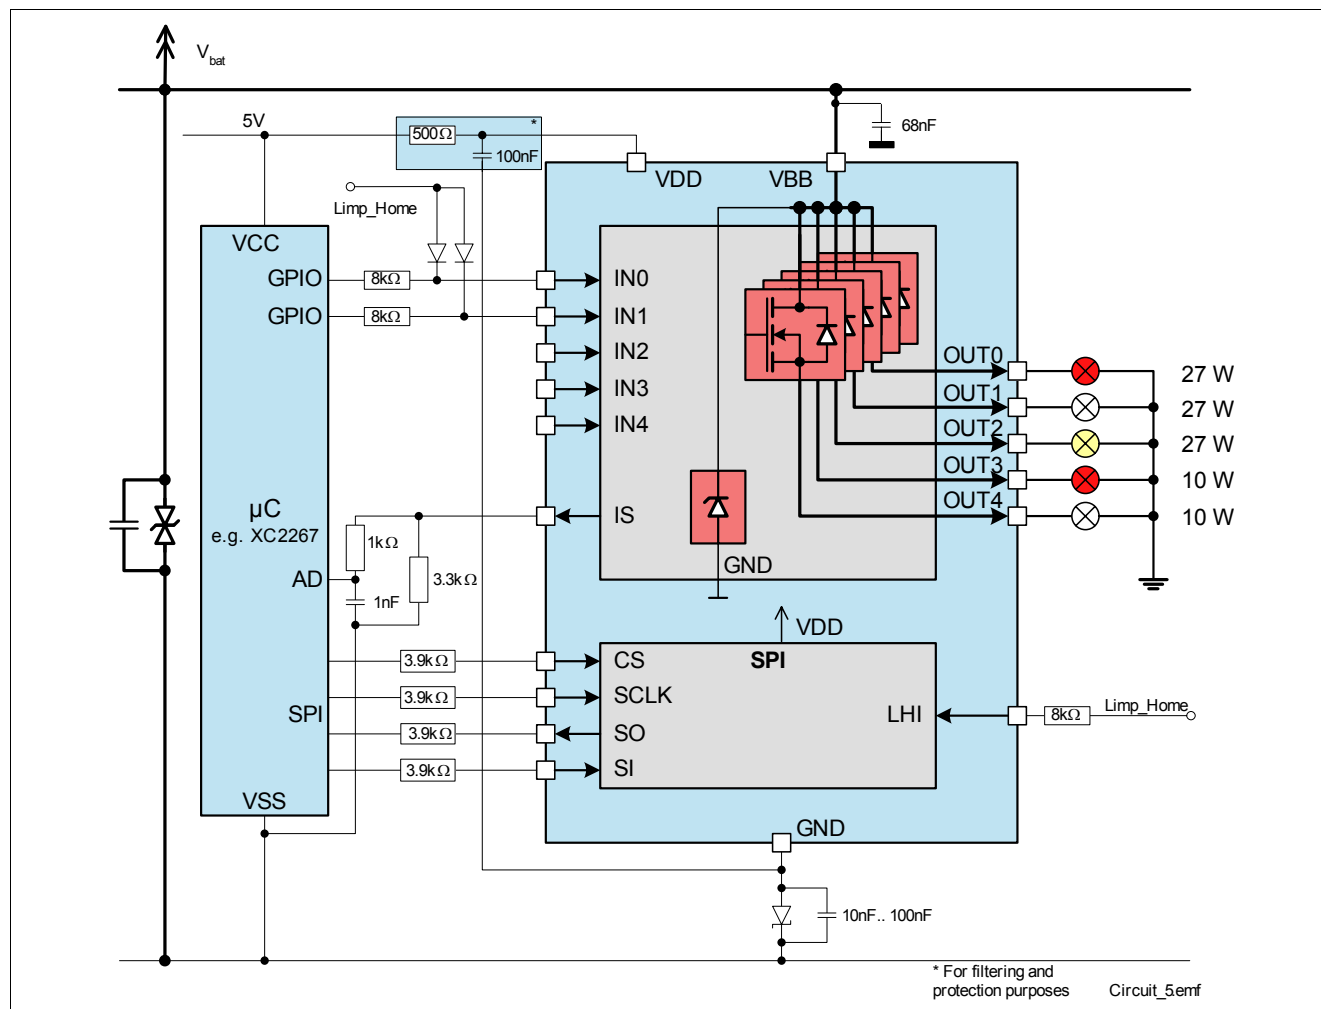 V bat
5V
500Ω
*
100nF
68nF
VDD
VBB
Limp_Home
VCC
GPIO
8kΩ
IN0
GPIO
8kΩ
IN1
IN2
IN3
IN4
OUT0
27 W
OUT1
27 W
OUT2
27 W
OUT3
10 W
OUT4
10 W
µC
e.g. XC2267
IS
1kΩ
3.3kΩ
AD
1nF
GND
VDD
SPI
3.9kΩ
CS
3.9kΩ
SCLK
SPI
LHI
8kΩ
Limp_Home
3.9kΩ
SO
3.9kΩ
SI
VSS
GND
10nF.. 100nF
* For filtering and
protection purposes
Circuit_5.emf